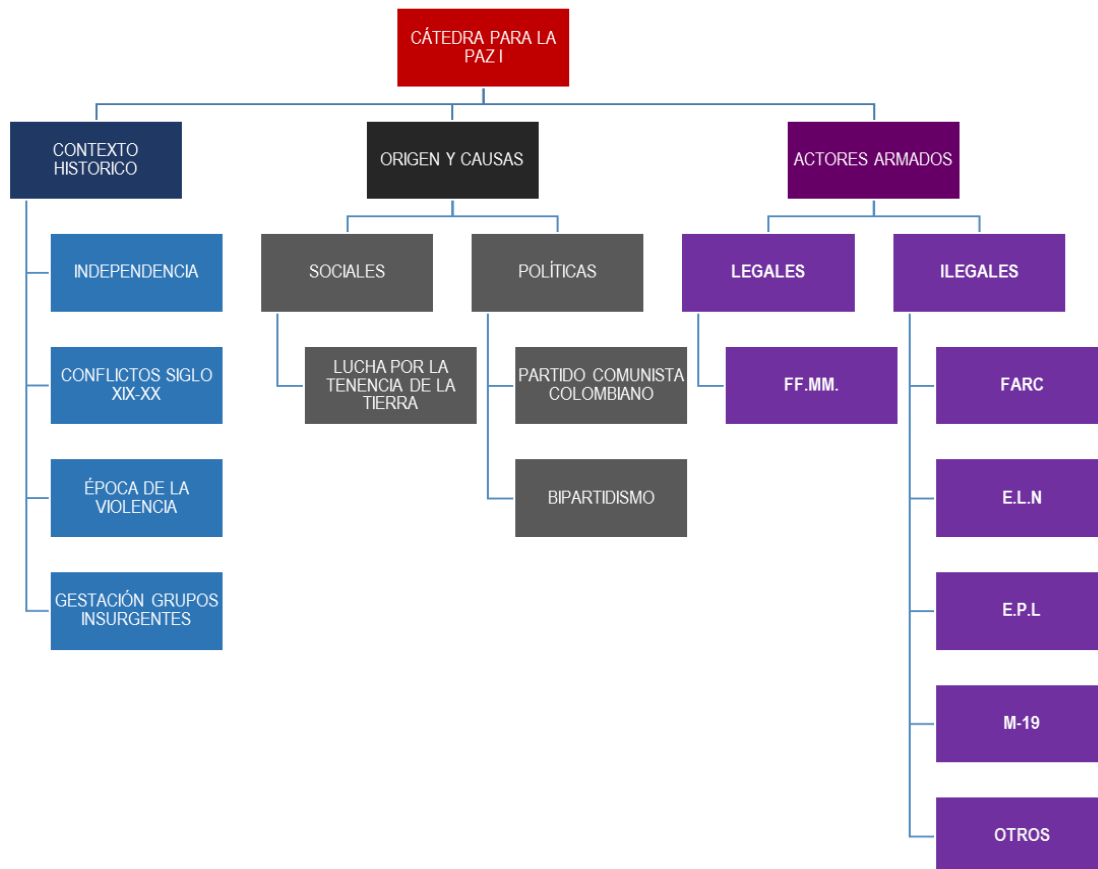 CÁTEDRA PARA LA
PAZ I
CONTEXTO
HISTORICO
INDEPENDENCIA
CONFLICTOS SIGLO
XIX-XX
ÉPOCA DE LA
VIOLENCIA
GESTACIÓN GRUPOS
INSURGENTES
ORIGEN Y CAUSAS
SOCIALES
LUCHA POR LA
TENENCIA DE LA
TIERRA
POLÍTICAS
PARTIDO COMUNISTA
COLOMBIANO
BIPARTIDISMO
ACTORES ARMADOS
LEGALES
FF.MM.
ILEGALES
FARC
E.L.N
E.P.L
M-19
OTROS